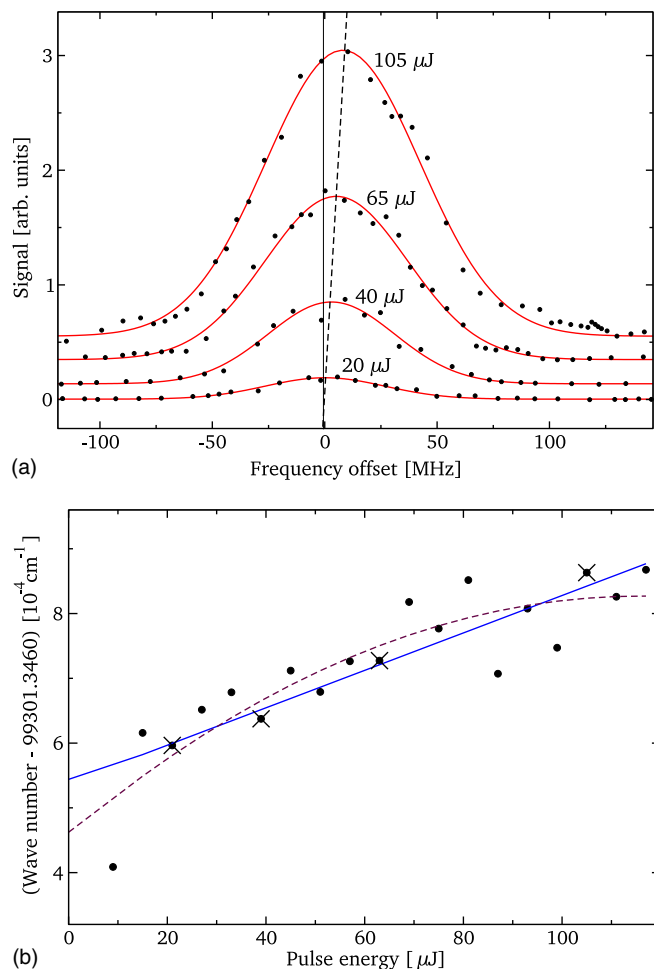 3
105 μJ
2
65 μJ
Signal [arb. units]
1
40 μJ
20 μJ
0
-100 -50 0 50 100
(a) Frequency offset [MHz]
8
(Wave number - 99301.3460) [10⁻⁴cm⁻¹]
6
4
0 20 40 60 80 100
(b) Pulse energy [ μJ]